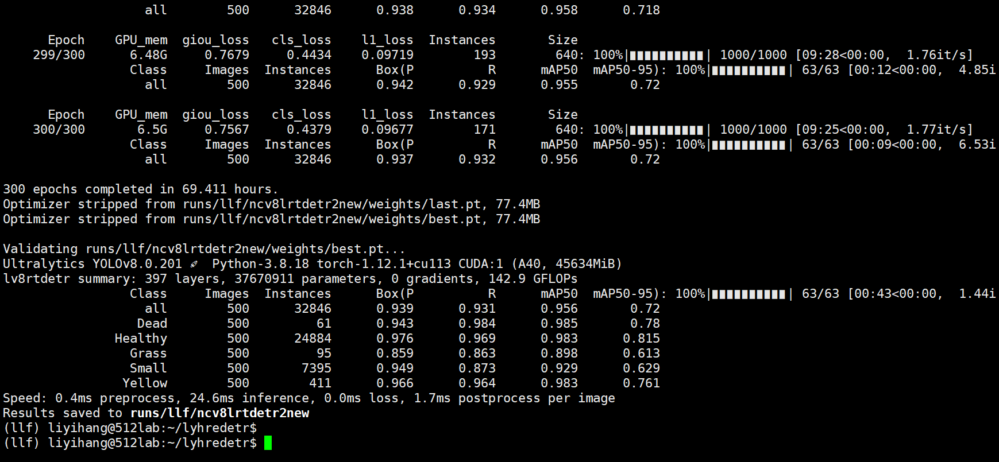 all 500 32846 0.938 0.934 0.958 0.718
Epoch GPU_mem giou_loss cls_loss l1_loss Instances Size
299/300 6.48G 0.7679 0.4434 0.09719 193 640: 100%|██████████| 1000/1000 [09:28<00:00, 1.76it/s]
Class Images Instances Box(P R mAP50 mAP50-95): 100%|██████████| 63/63 [00:12<00:00, 4.85i
all 500 32846 0.942 0.929 0.955 0.72
Epoch GPU_mem giou_loss cls_loss l1_loss Instances Size
300/300 6.5G 0.7567 0.4379 0.09677 171 640: 100%|██████████| 1000/1000 [09:25<00:00, 1.77it/s]
Class Images Instances Box(P R mAP50 mAP50-95): 100%|██████████| 63/63 [00:09<00:00, 6.53i
all 500 32846 0.937 0.932 0.956 0.72
300 epochs completed in 69.411 hours.
Optimizer stripped from runs/llf/ncv8lrtdetr2new/weights/last.pt, 77.4MB
Optimizer stripped from runs/llf/ncv8lrtdetr2new/weights/best.pt, 77.4MB
Validating runs/llf/ncv8lrtdetr2new/weights/best.pt...
Ultralytics YOLOv8.0.201 🚀 Python-3.8.18 torch-1.12.1+cu113 CUDA:1 (A40, 45634MiB)
lv8rtdetr summary: 397 layers, 37670911 parameters, 0 gradients, 142.9 GFLOPs
Class Images Instances Box(P R mAP50 mAP50-95): 100%|██████████| 63/63 [00:43<00:00, 1.44i
all 500 32846 0.939 0.931 0.956 0.72
Dead 500 61 0.943 0.984 0.985 0.78
Healthy 500 24884 0.976 0.969 0.983 0.815
Grass 500 95 0.859 0.863 0.898 0.613
Small 500 7395 0.949 0.873 0.929 0.629
Yellow 500 411 0.966 0.964 0.983 0.761
Speed: 0.4ms preprocess, 24.6ms inference, 0.0ms loss, 1.7ms postprocess per image
Results saved to runs/llf/ncv8lrtdetr2new
(llf) liyihang@512lab:~/lyhredetr$
(llf) liyihang@512lab:~/lyhredetr$